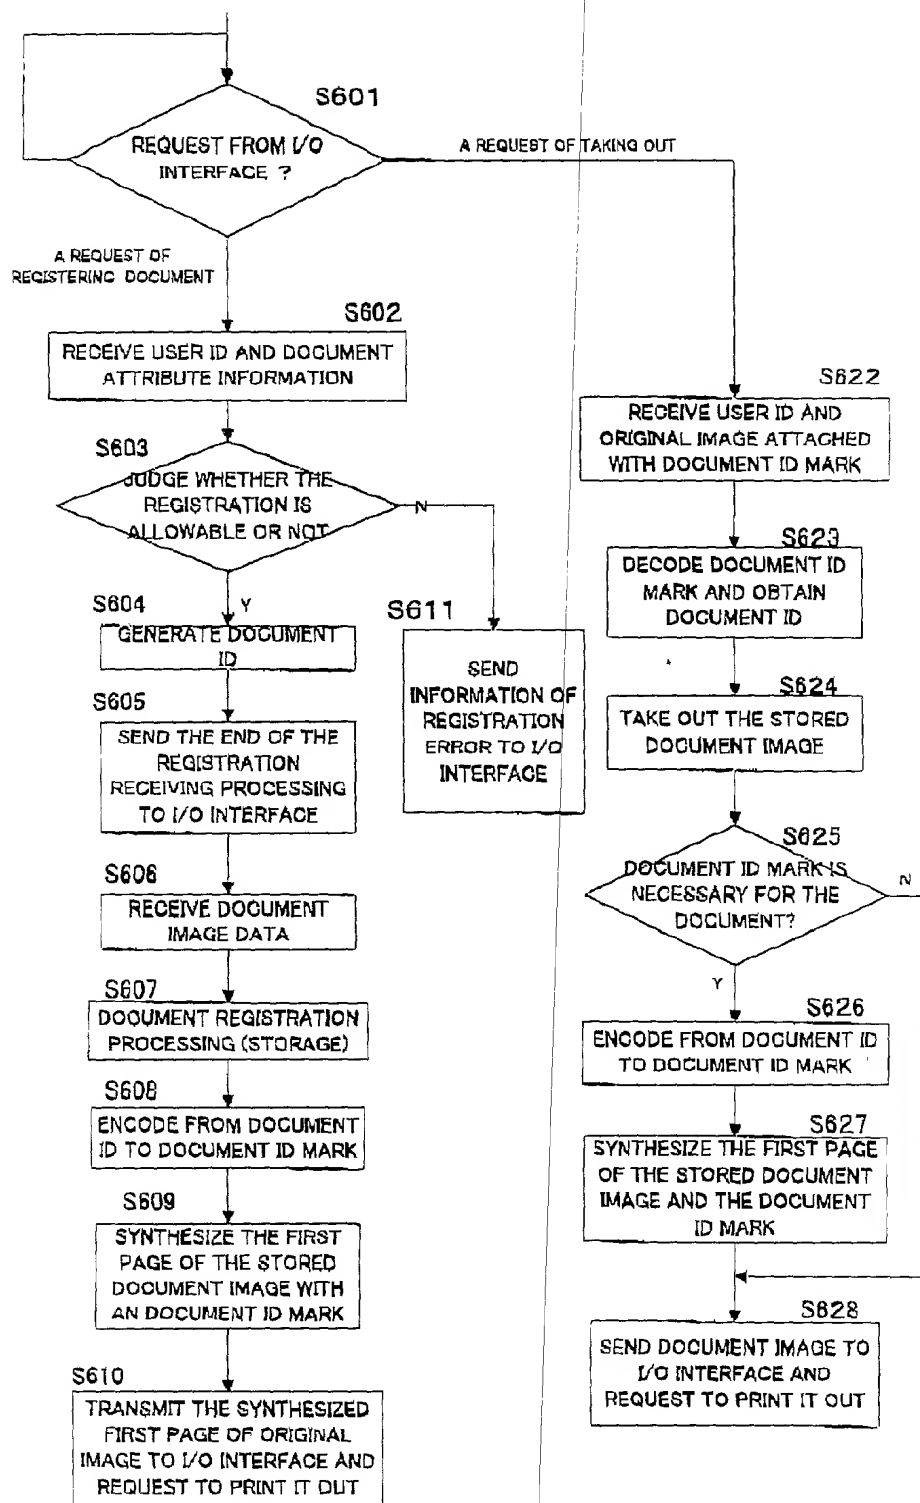 S601
REQUEST FROM I/O
INTERFACE ?
A REQUEST OF TAKING OUT
A REQUEST OF
REGISTERING DOCUMENT
S602
RECEIVE USER ID AND DOCUMENT
ATTRIBUTE INFORMATION
S603
JUDGE WHETHER THE
REGISTRATION IS
ALLOWABLE OR NOT
N
Y
S604
GENERATE DOCUMENT
ID
S605
SEND THE END OF THE
REGISTRATION
RECEIVING PROCESSING
TO I/O INTERFACE
S606
RECEIVE DOCUMENT
IMAGE DATA
S607
DOCUMENT REGISTRATION
PROCESSING (STORAGE)
S608
ENCODE FROM DOCUMENT
ID TO DOCUMENT ID MARK
S609
SYNTHESIZE THE FIRST
PAGE OF THE STORED
DOCUMENT IMAGE WITH
AN DOCUMENT ID MARK
S610
TRANSMIT THE SYNTHESIZED
FIRST PAGE OF ORIGINAL
IMAGE TO I/O INTERFACE AND
REQUEST TO PRINT IT OUT
S611
SEND
INFORMATION OF
REGISTRATION
ERROR TO I/O
INTERFACE
S622
RECEIVE USER ID AND
ORIGINAL IMAGE ATTACHED
WITH DOCUMENT ID MARK
S623
DECODE DOCUMENT ID
MARK AND OBTAIN
DOCUMENT ID
S624
TAKE OUT THE STORED
DOCUMENT IMAGE
S625
DOCUMENT ID MARK IS
NECESSARY FOR THE
DOCUMENT?
N
Y
S626
ENCODE FROM DOCUMENT ID
TO DOCUMENT ID MARK
S627
SYNTHESIZE THE FIRST PAGE
OF THE STORED DOCUMENT
IMAGE AND THE DOCUMENT
ID MARK
S628
SEND DOCUMENT IMAGE TO
I/O INTERFACE AND
REQUEST TO PRINT IT OUT